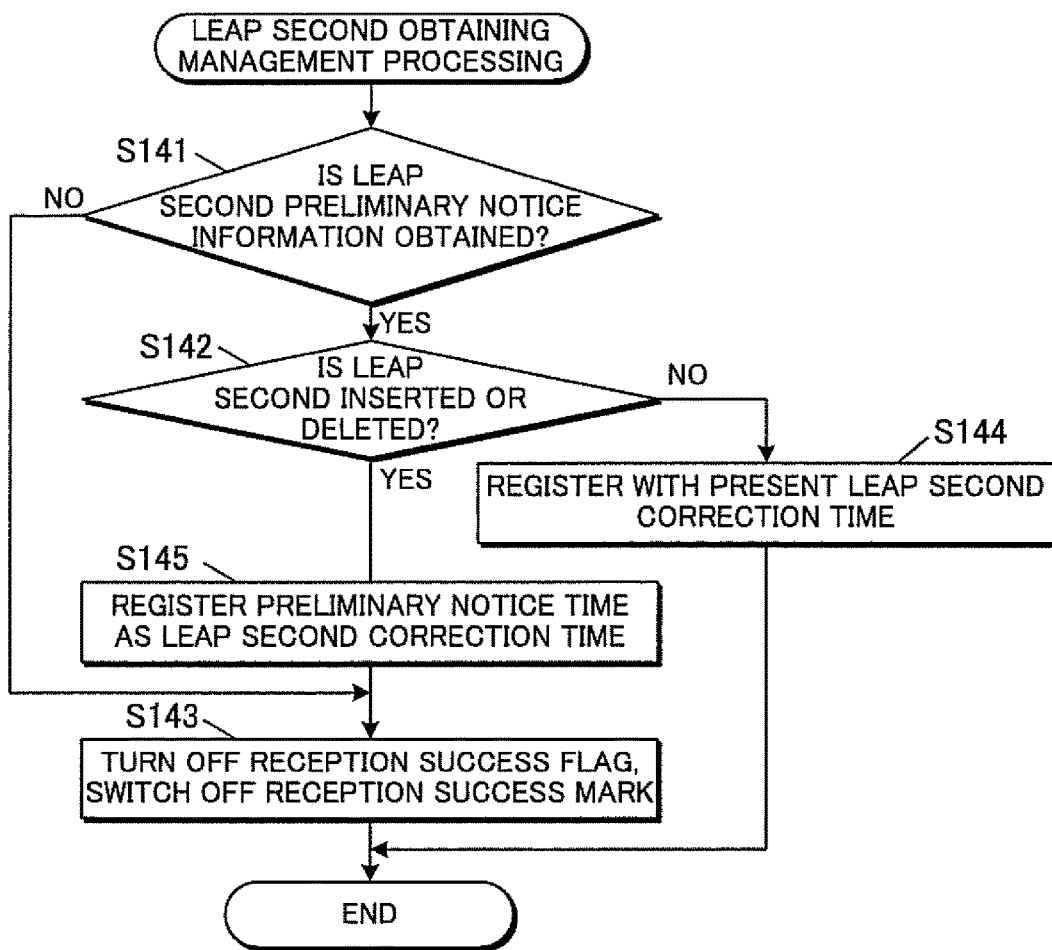 LEAP SECOND OBTAINING
MANAGEMENT PROCESSING
S141
IS LEAP
SECOND PRELIMINARY NOTICE
INFORMATION OBTAINED?
NO
YES
S142
IS LEAP
SECOND INSERTED OR
DELETED?
NO
YES
S144
REGISTER WITH PRESENT LEAP SECOND
CORRECTION TIME
S145
REGISTER PRELIMINARY NOTICE TIME
AS LEAP SECOND CORRECTION TIME
S143
TURN OFF RECEPTION SUCCESS FLAG,
SWITCH OFF RECEPTION SUCCESS MARK
END